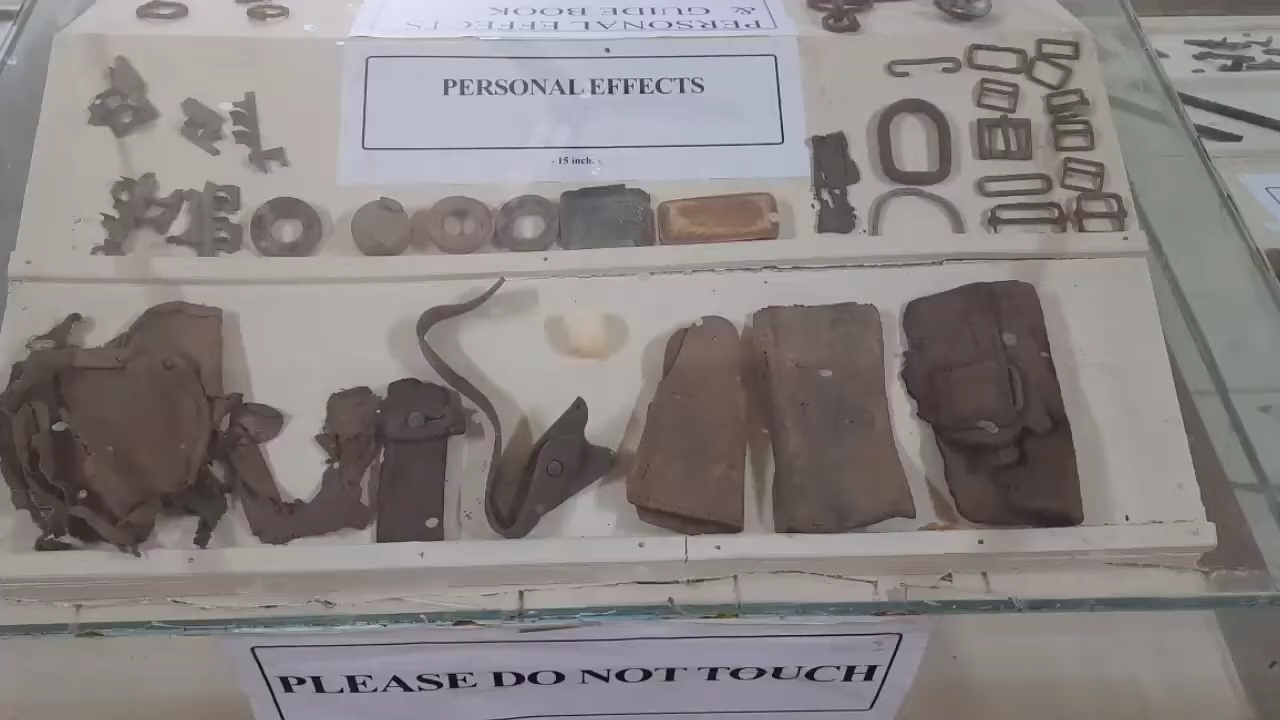 PERSONAL EFFECTS
& GUIDE BOOK
PERSONAL EFFECTS
- 15 inch. -
PLEASE DO NOT TOUCH